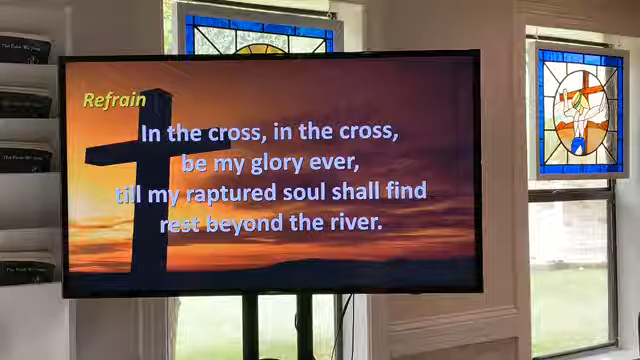 Refrain
In the cross, in the cross,
be my glory ever,
till my raptured soul shall find
rest beyond the river.